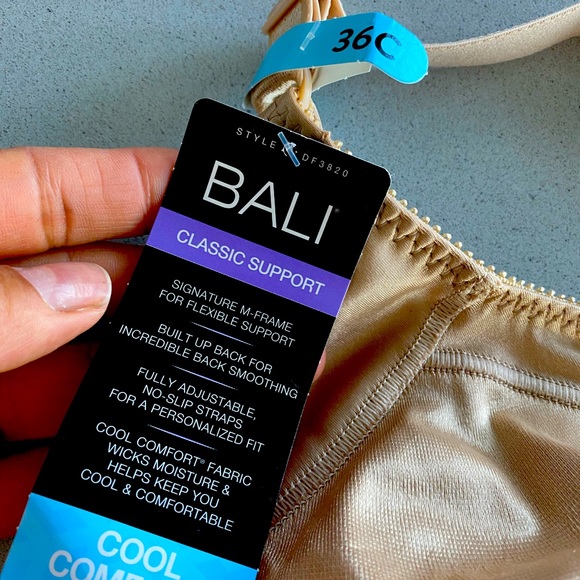 36C
STYLE DF3820
BALI®
CLASSIC SUPPORT
SIGNATURE M-FRAME
FOR FLEXIBLE SUPPORT
BUILT UP BACK FOR
INCREDIBLE BACK SMOOTHING
FULLY ADJUSTABLE,
NO-SLIP STRAPS
FOR A PERSONALIZED FIT
COOL COMFORT® FABRIC
WICKS MOISTURE &
HELPS KEEP YOU
COOL & COMFORTABLE
COOL